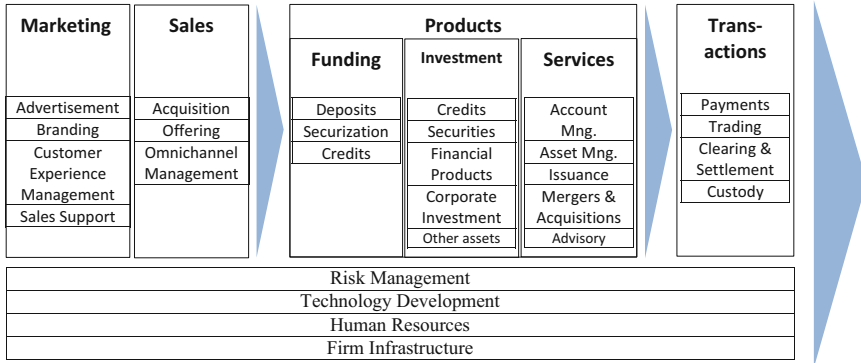 Marketing
Advertisement
Branding
Customer
Experience
Management
Sales Support
Sales
Acquisition
Offering
Omnichannel
Management
Products
Funding
Deposits
Securization
Credits
Investment
Credits
Securities
Financial
Products
Corporate
Investment
Other assets
Services
Account
Mng.
Asset Mng.
Issuance
Mergers &
Acquisitions
Advisory
Trans-
actions
Payments
Trading
Clearing &
Settlement
Custody
Risk Management
Technology Development
Human Resources
Firm Infrastructure